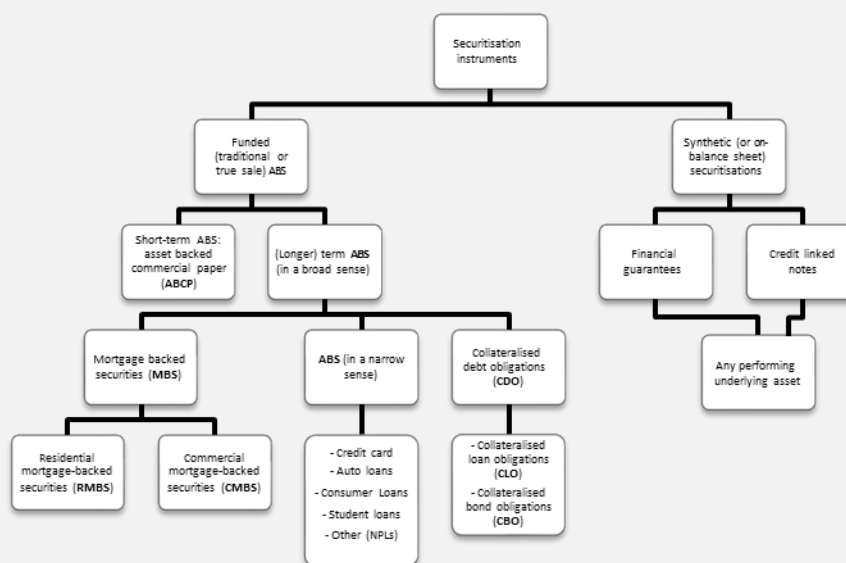 Securitisation
instruments
Funded
(traditional or
true sale) ABS
Synthetic (or on-
balance sheet)
securitisations
Short-term ABS:
asset backed
commercial paper
(ABCP)
(Longer) term ABS
(in a broad sense)
Financial
guarantees
Credit linked
notes
Mortgage backed
securities (MBS)
ABS (in a narrow
sense)
Collateralised
debt obligations
(CDO)
Any performing
underlying asset
Residential
mortgage-backed
securities (RMBS)
Commercial
mortgage-backed
securities (CMBS)
- Credit card
- Auto loans
- Consumer Loans
- Student loans
- Other (NPLs)
- Collateralised
loan obligations
(CLO)
- Collateralised
bond obligations
(CBO)